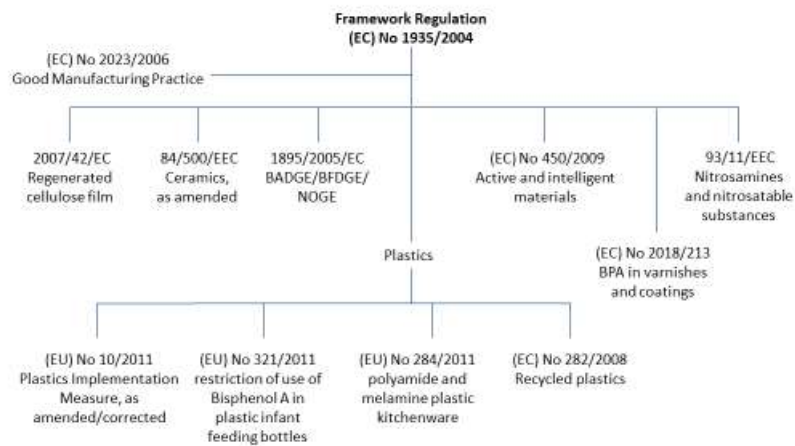 Framework Regulation
(EC) No 1935/2004
(EC) No 2023/2006
Good Manufacturing Practice
2007/42/EC
Regenerated
cellulose film
84/500/EEC
Ceramics,
as amended
1895/2005/EC
BADGE/BFDGE/
NOGE
(EC) No 450/2009
Active and intelligent
materials
93/11/EEC
Nitrosamines
and nitrosatable
substances
(EC) No 2018/213
BPA in varnishes
and coatings
Plastics
(EU) No 10/2011
Plastics Implementation
Measure, as
amended/corrected
(EU) No 321/2011
restriction of use of
Bisphenol A in
plastic infant
feeding bottles
(EU) No 284/2011
polyamide and
melamine plastic
kitchenware
(EC) No 282/2008
Recycled plastics